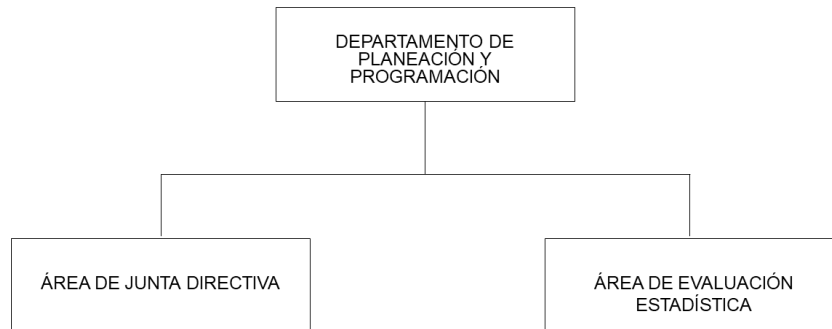 DEPARTAMENTO DE
PLANEACIÓN Y
PROGRAMACIÓN
ÁREA DE JUNTA DIRECTIVA
ÁREA DE EVALUACIÓN
ESTADÍSTICA